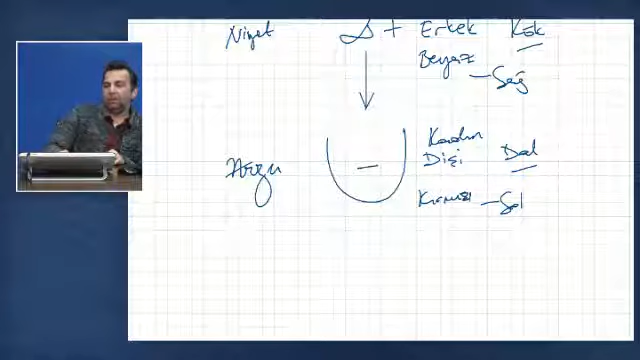 Niyet + Erkek Kök
Beyaz — Sağ
Arzu — Kadın
Dişi Dal
Kırmızı — Sol